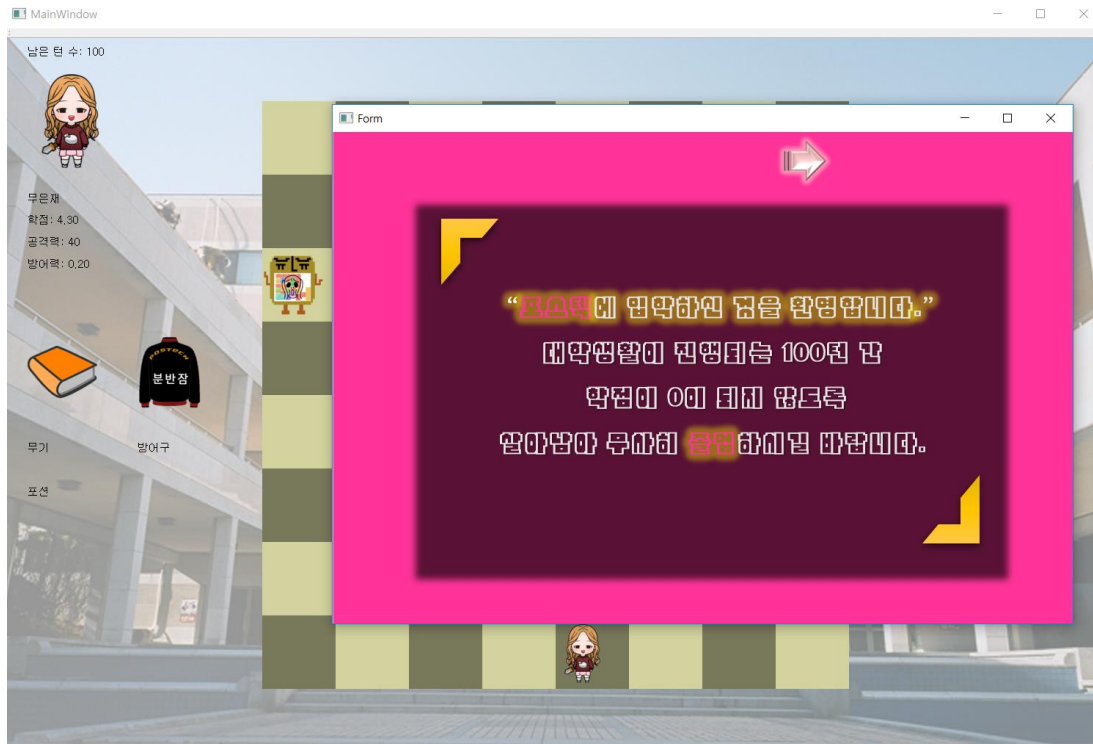 MainWindow
남은 턴 수: 100
무은재
학점: 4.30
공격력: 40
방어력: 0.20
POSTECH
분반잠
무기 방어구
포션
ㅠㅠ
Form
“포스텍에 입학하신 걸을 환영합니다.”
대학생활이 진행되는 100턴 간
학점이 0이 되지 않도록
살아남아 무사히 졸업하시길 바랍니다.